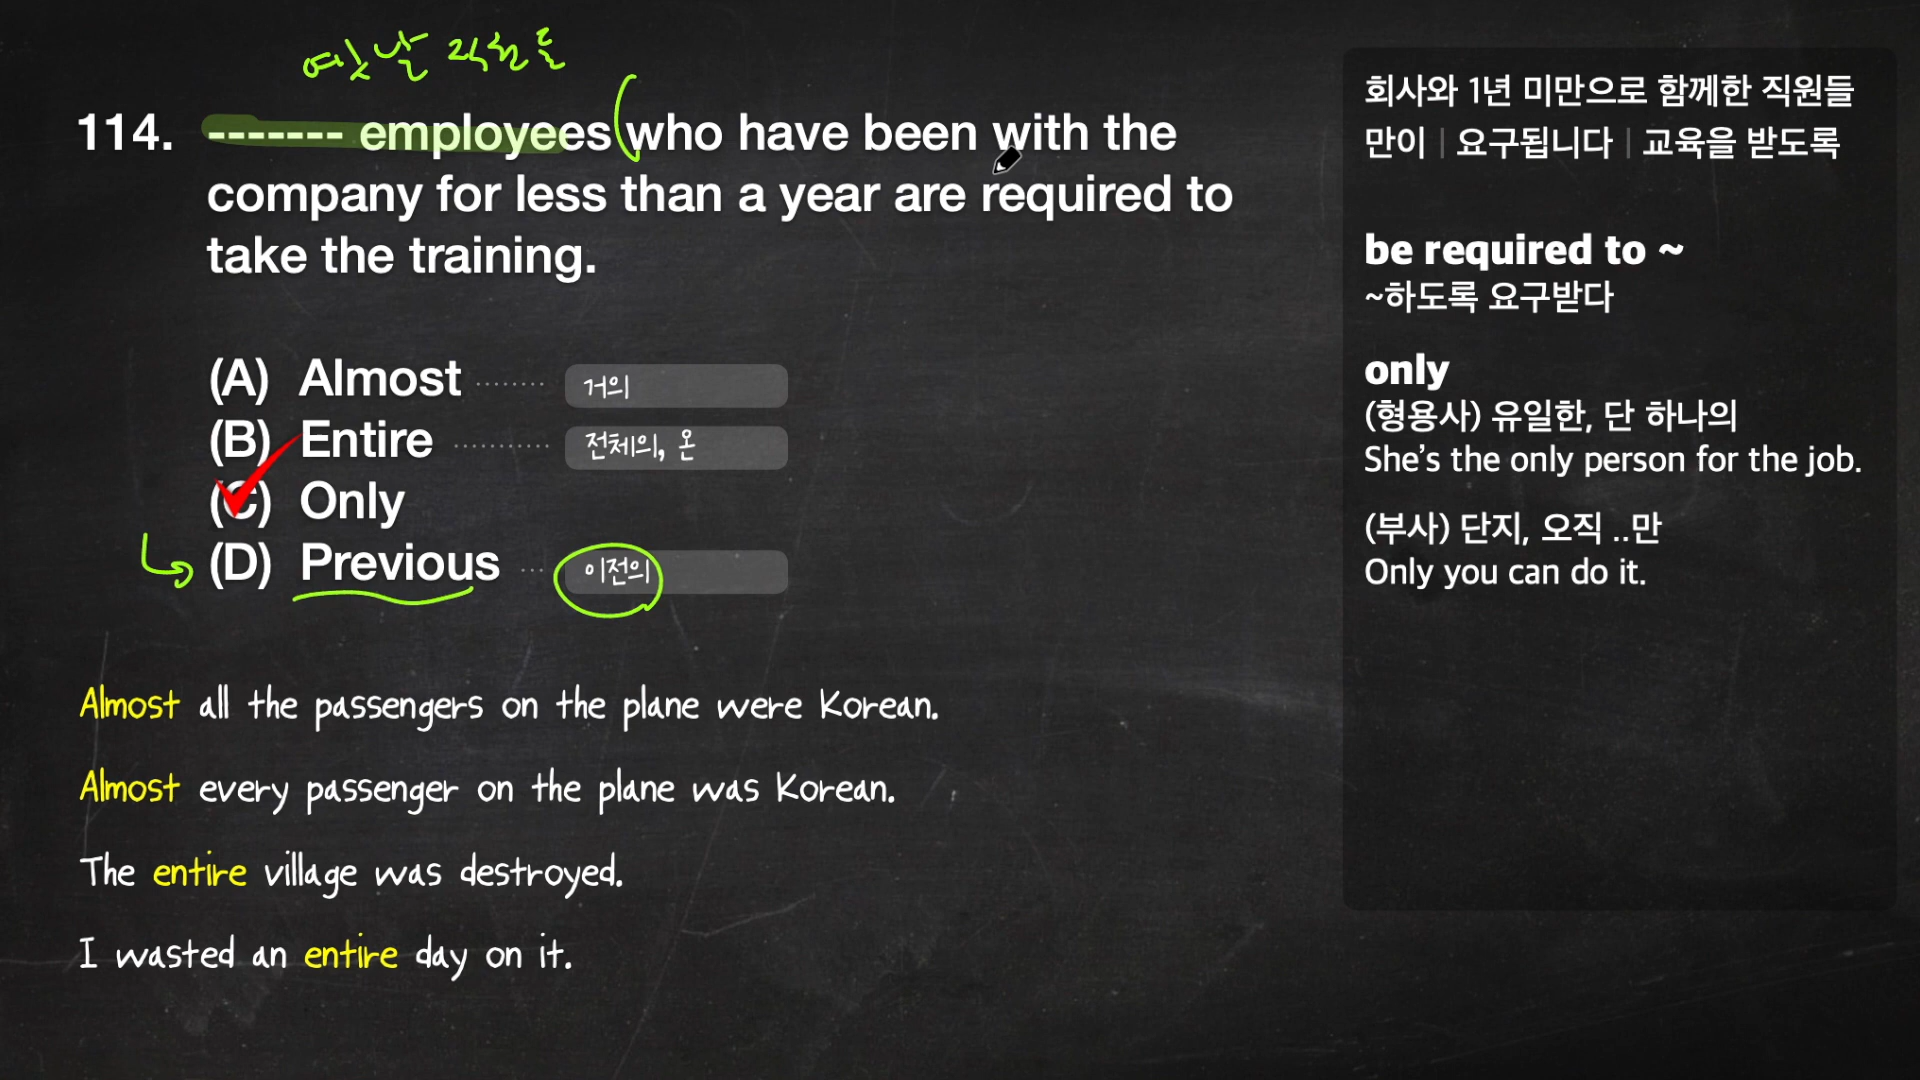 옛날 직원들
114. ------- employees who have been with the
company for less than a year are required to
take the training.
(A) Almost ........ 거의
(B) Entire ........... 전체의, 온
(C) Only
(D) Previous ... 이전의
Almost all the passengers on the plane were Korean.
Almost every passenger on the plane was Korean.
The entire village was destroyed.
I wasted an entire day on it.
회사와 1년 미만으로 함께한 직원들
만이 | 요구됩니다 | 교육을 받도록
be required to ~
~하도록 요구받다
only
(형용사) 유일한, 단 하나의
She's the only person for the job.
(부사) 단지, 오직 ..만
Only you can do it.